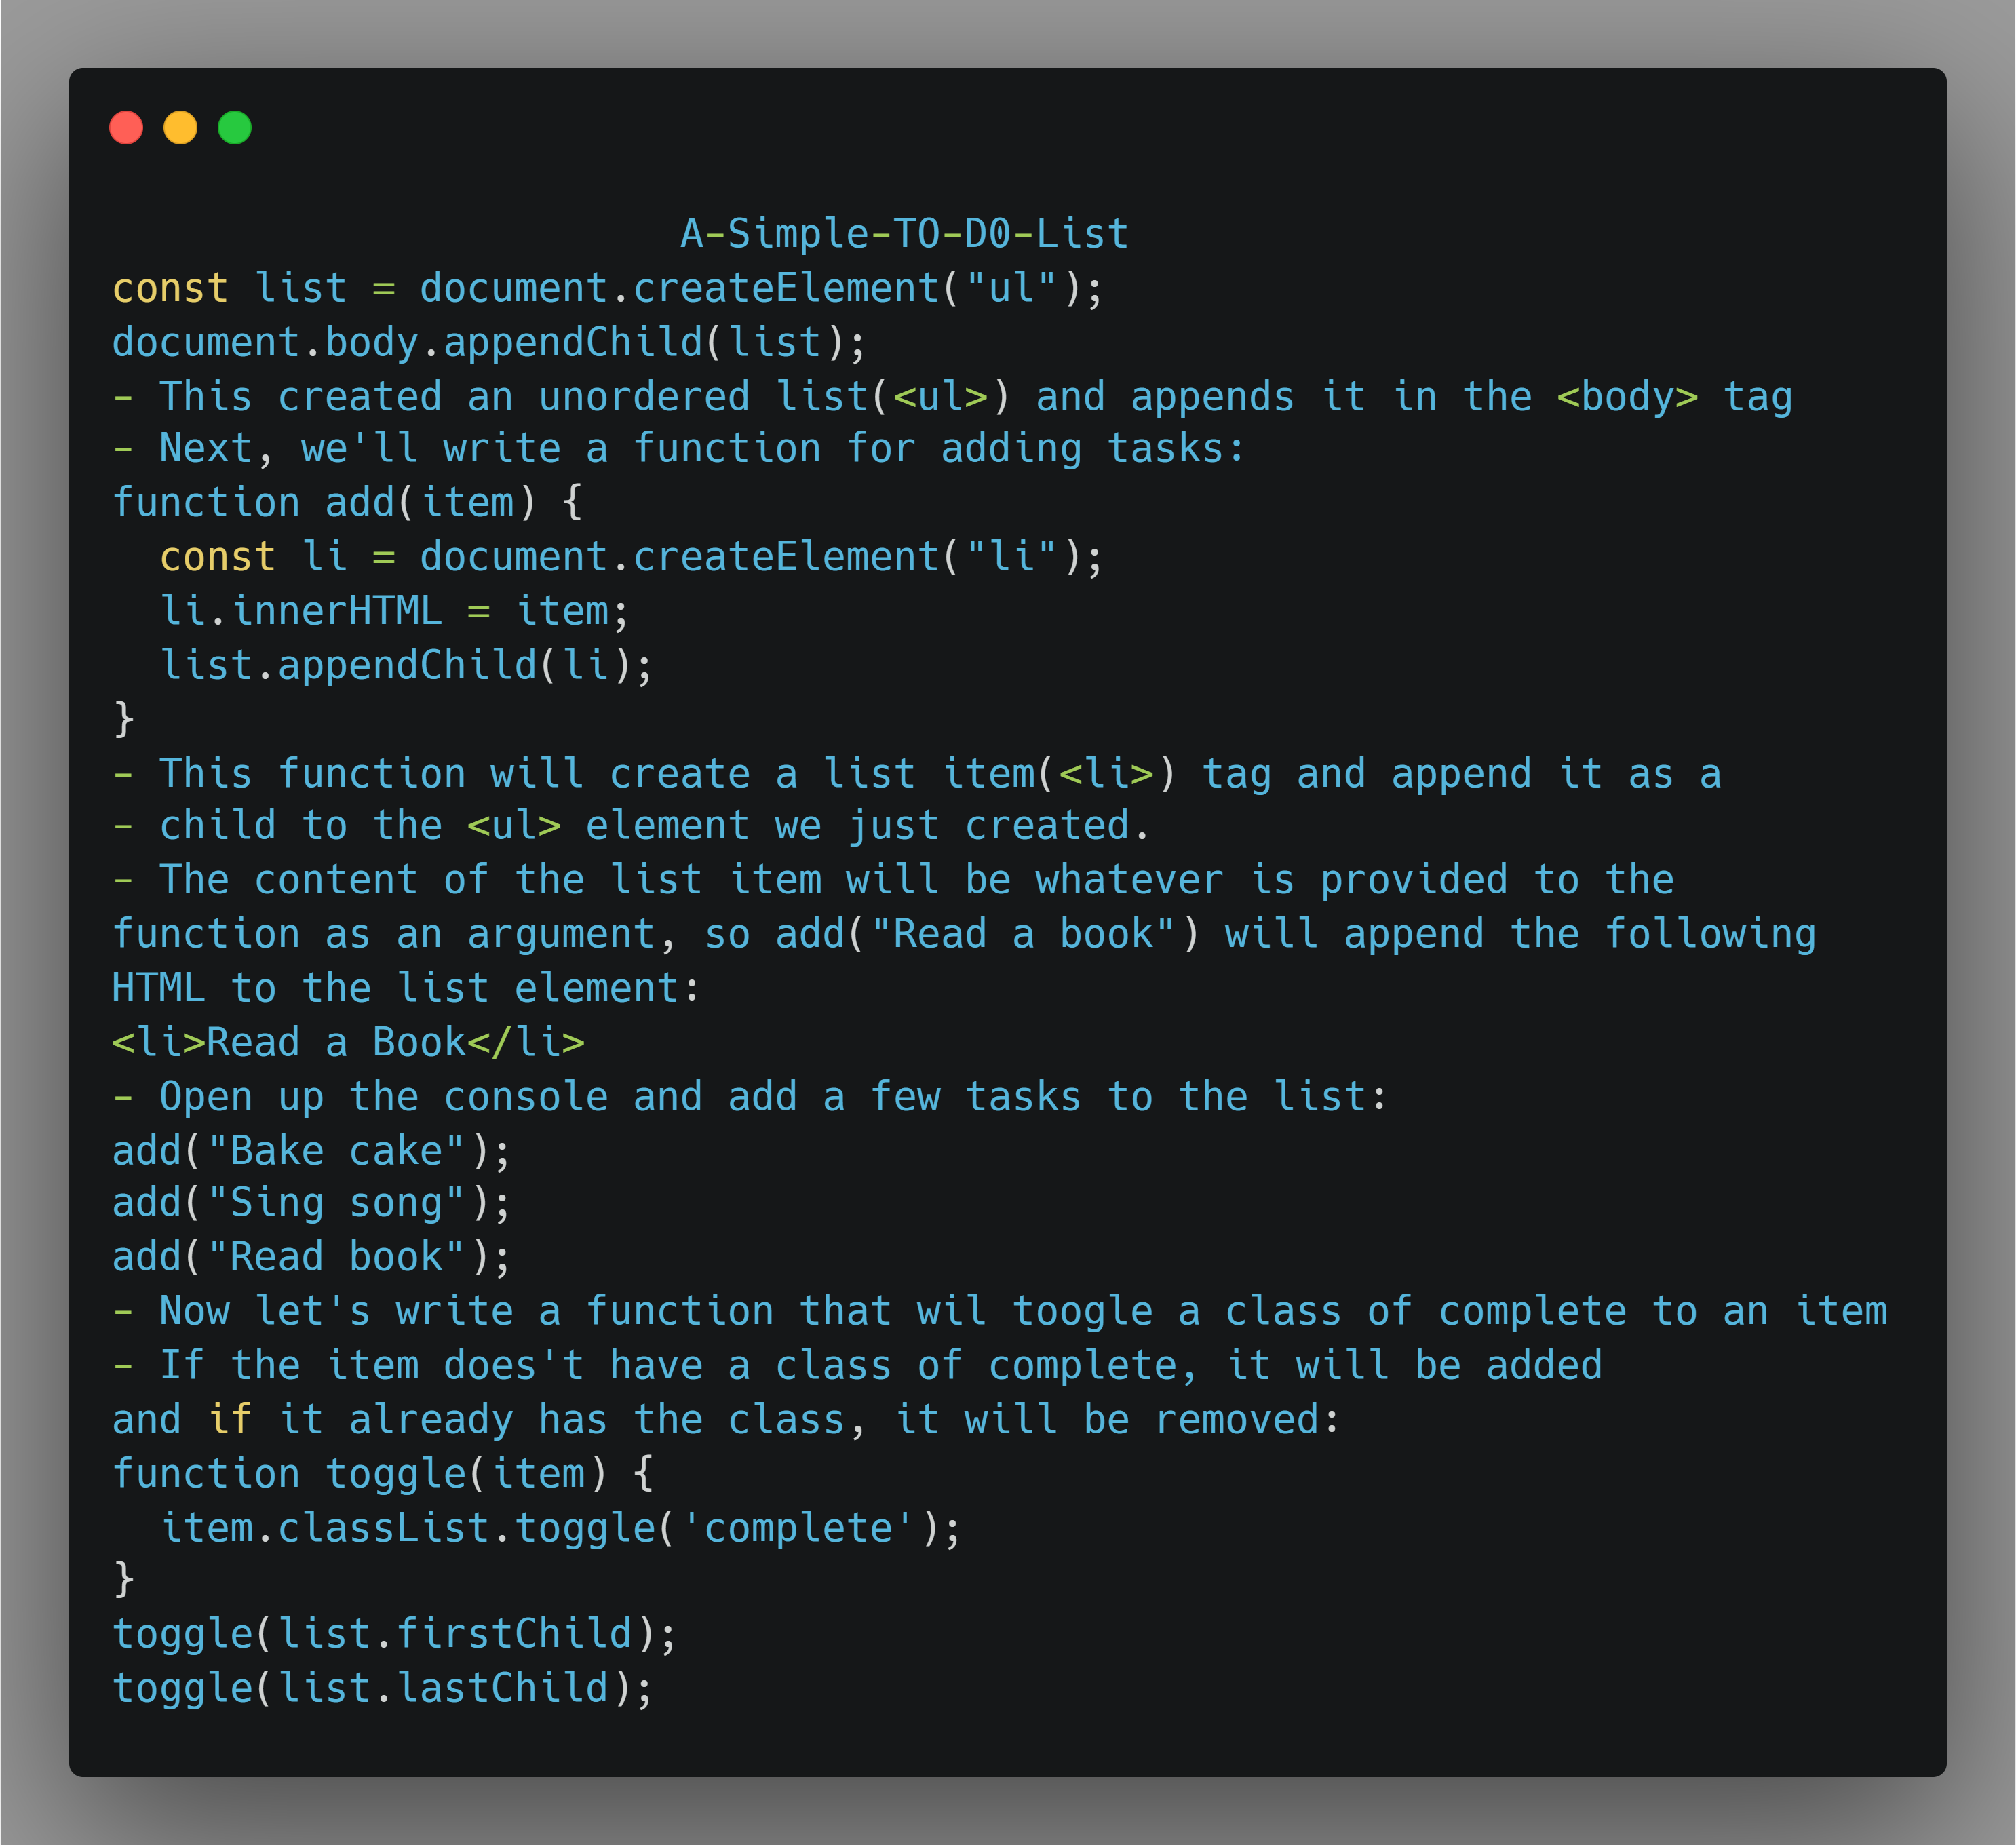 A-Simple-TO-D0-List
const list = document.createElement("ul");
document.body.appendChild(list);
- This created an unordered list(<ul>) and appends it in the <body> tag
- Next, we'll write a function for adding tasks:
function add(item) {
  const li = document.createElement("li");
  li.innerHTML = item;
  list.appendChild(li);
}
- This function will create a list item(<li>) tag and append it as a
- child to the <ul> element we just created.
- The content of the list item will be whatever is provided to the
function as an argument, so add("Read a book") will append the following
HTML to the list element:
<li>Read a Book</li>
- Open up the console and add a few tasks to the list:
add("Bake cake");
add("Sing song");
add("Read book");
- Now let's write a function that wil toogle a class of complete to an item
- If the item does't have a class of complete, it will be added
and if it already has the class, it will be removed:
function toggle(item) {
  item.classList.toggle('complete');
}
toggle(list.firstChild);
toggle(list.lastChild);